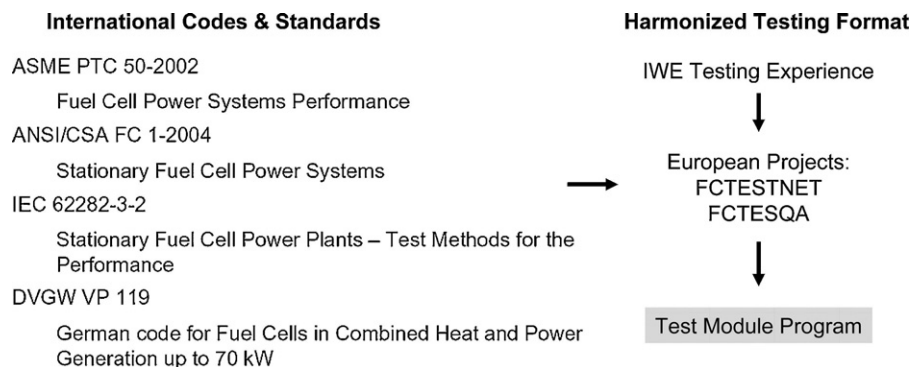 International Codes & Standards
ASME PTC 50-2002
Fuel Cell Power Systems Performance
ANSI/CSA FC 1-2004
Stationary Fuel Cell Power Systems
IEC 62282-3-2
Stationary Fuel Cell Power Plants – Test Methods for the
Performance
DVGW VP 119
German code for Fuel Cells in Combined Heat and Power
Generation up to 70 kW
Harmonized Testing Format
IWE Testing Experience
European Projects:
FCTESTNET
FCTESQA
Test Module Program